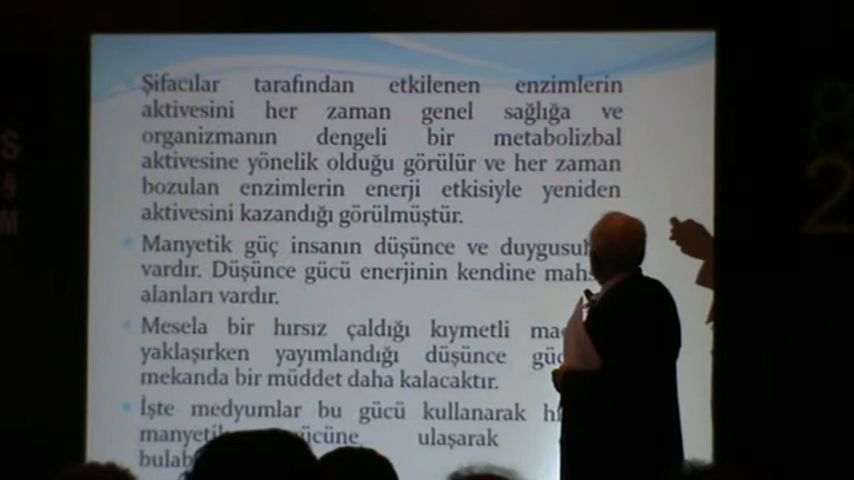 Şifacılar tarafından etkilenen enzimlerin
aktivesini her zaman genel sağlığa ve
organizmanın dengeli bir metabolizbal
aktivesine yönelik olduğu görülür ve her zaman
bozulan enzimlerin enerji etkisiyle yeniden
aktivesini kazandığı görülmüştür.
Manyetik güç insanın düşünce ve
vardır. Düşünce gücü enerjinin kendine
alanları vardır.
Mesela bir hırsız çaldığı kıymetli
yaklaşırken yayımlandığı düşünce
mekanda bir müddet daha kalacaktır.
İşte medyumlar bu gücü kullanarak
ulaşarak